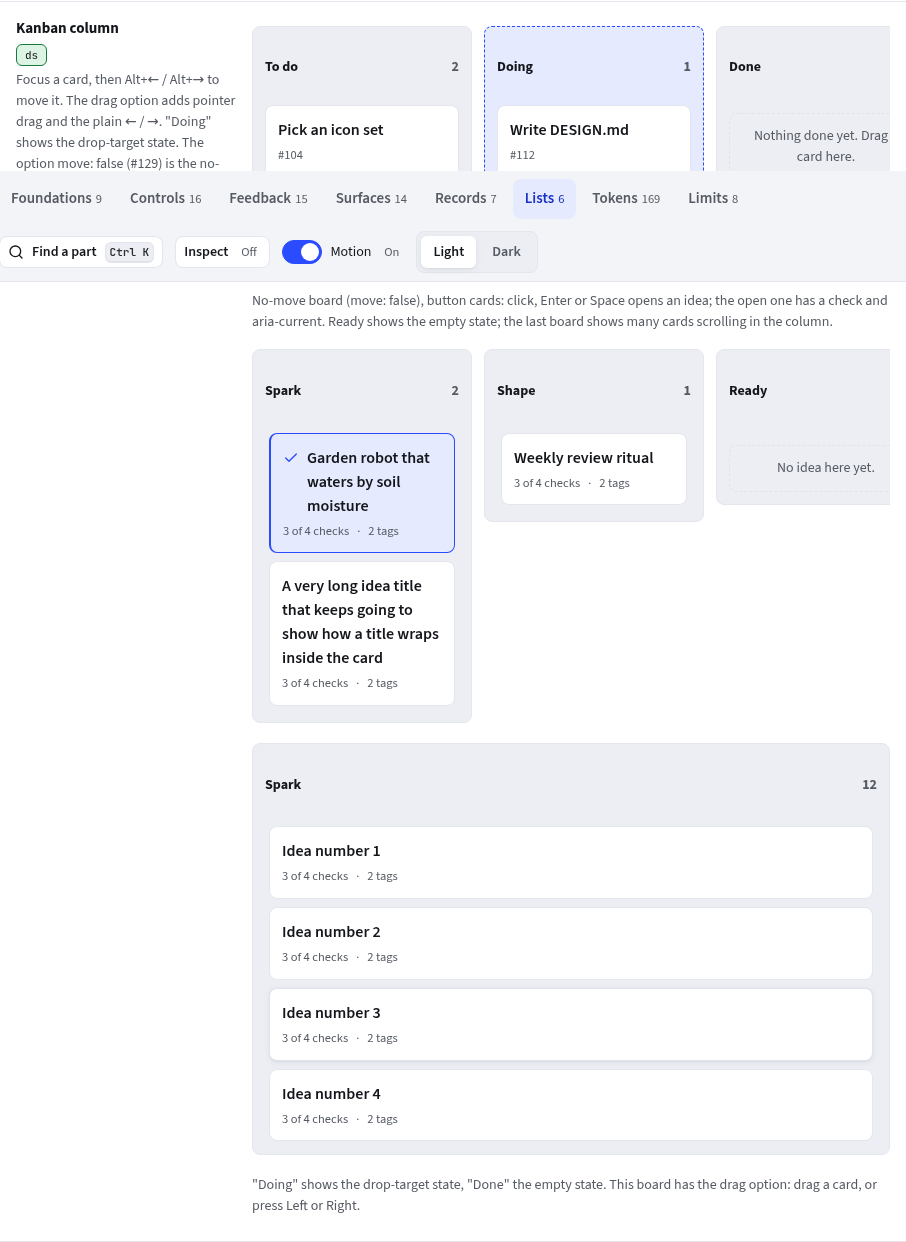 Kanban column
ds
Focus a card, then Alt+← / Alt+→ to
move it. The drag option adds pointer
drag and the plain ← / →. "Doing"
shows the drop-target state. The
option move: false (#129) is the no-
To do 2
Pick an icon set
#104
Doing 1
Write DESIGN.md
#112
Done
Nothing done yet. Drag
card here.
Foundations 9 Controls 16 Feedback 15 Surfaces 14 Records 7 Lists 6 Tokens 169 Limits 8
Find a part Ctrl K Inspect Off Motion On Light Dark
No-move board (move: false), button cards: click, Enter or Space opens an idea; the open one has a check and
aria-current. Ready shows the empty state; the last board shows many cards scrolling in the column.
Spark 2
Garden robot that
waters by soil
moisture
3 of 4 checks · 2 tags
A very long idea title
that keeps going to
show how a title wraps
inside the card
3 of 4 checks · 2 tags
Shape 1
Weekly review ritual
3 of 4 checks · 2 tags
Ready
No idea here yet.
Spark 12
Idea number 1
3 of 4 checks · 2 tags
Idea number 2
3 of 4 checks · 2 tags
Idea number 3
3 of 4 checks · 2 tags
Idea number 4
3 of 4 checks · 2 tags
"Doing" shows the drop-target state, "Done" the empty state. This board has the drag option: drag a card, or
press Left or Right.